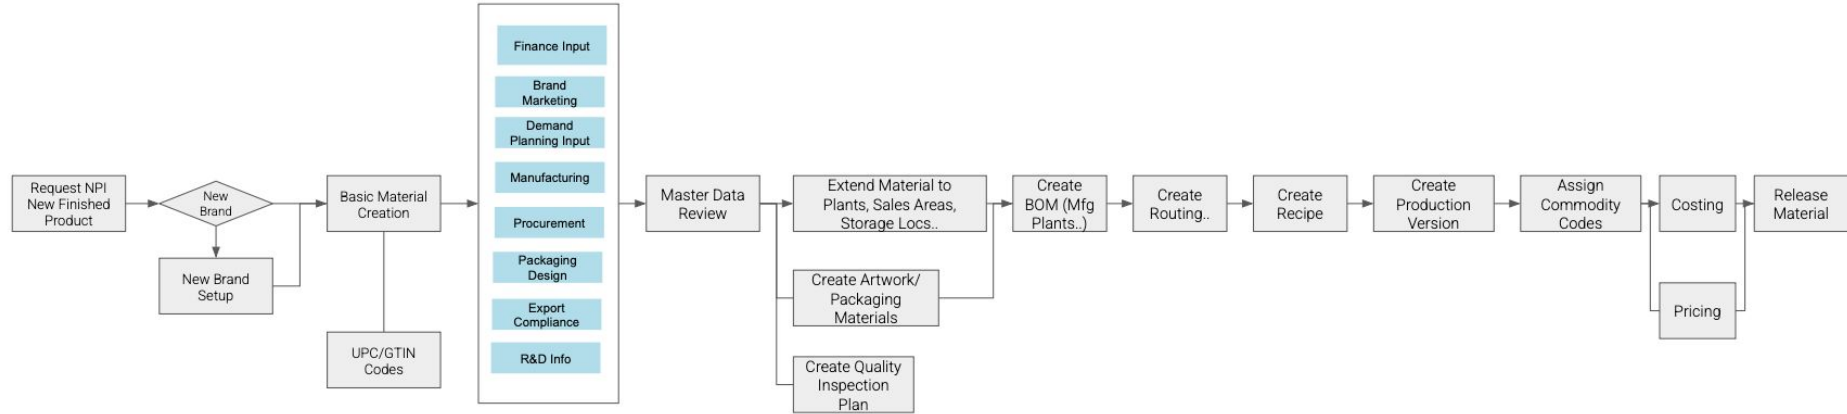 Request NPI
New Finished
Product
New
Brand
New Brand
Setup
Basic Material
Creation
UPC/GTIN
Codes
Finance Input
Brand
Marketing
Demand
Planning Input
Manufacturing
Procurement
Packaging
Design
Export
Compliance
R&D Info
Master Data
Review
Extend Material to
Plants, Sales Areas,
Storage Locs..
Create Artwork/
Packaging
Materials
Create Quality
Inspection
Plan
Create
BOM (Mfg
Plants..)
Create
Routing..
Create
Recipe
Create
Production
Version
Assign
Commodity
Codes
Costing
Pricing
Release
Material